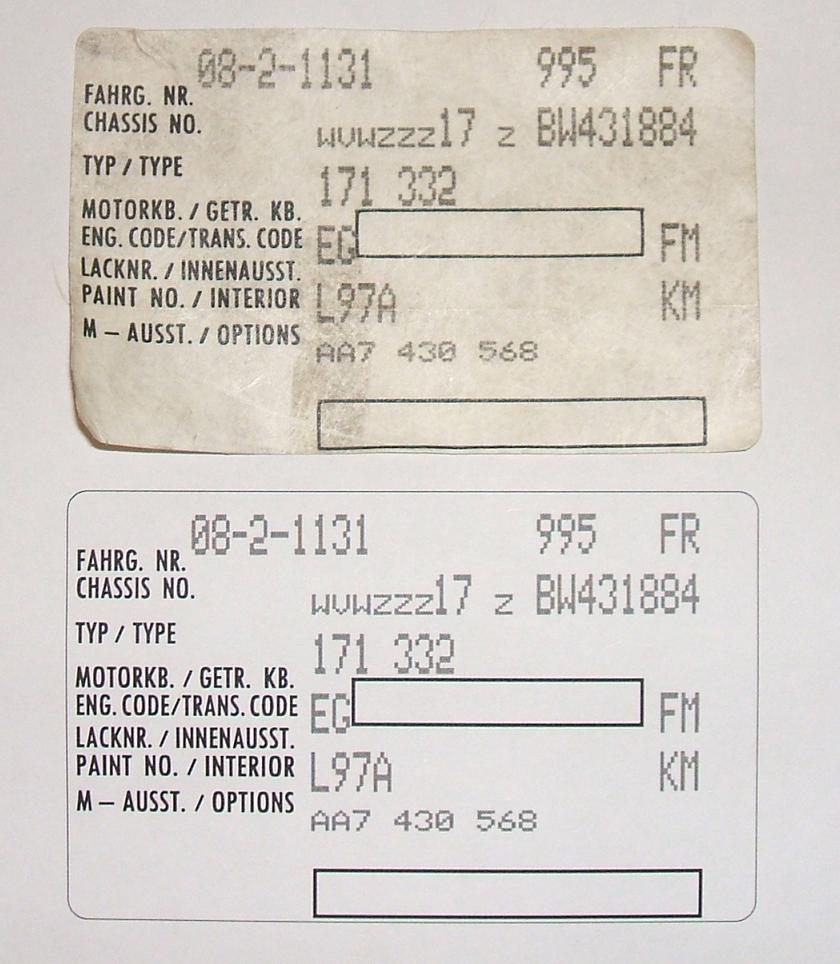 08-2-1131 995 FR
FAHRG. NR.
CHASSIS NO. wvwzzz17 z BW431884
TYP / TYPE 171 332
MOTORKB. / GETR. KB.
ENG. CODE/TRANS. CODE EG FM
LACKNR. / INNENAUSST.
PAINT NO. / INTERIOR L97A KM
M – AUSST. / OPTIONS AA7 430 568
08-2-1131 995 FR
FAHRG. NR.
CHASSIS NO. wvwzzz17 z BW431884
TYP / TYPE 171 332
MOTORKB. / GETR. KB.
ENG. CODE/TRANS. CODE EG FM
LACKNR. / INNENAUSST.
PAINT NO. / INTERIOR L97A KM
M – AUSST. / OPTIONS AA7 430 568